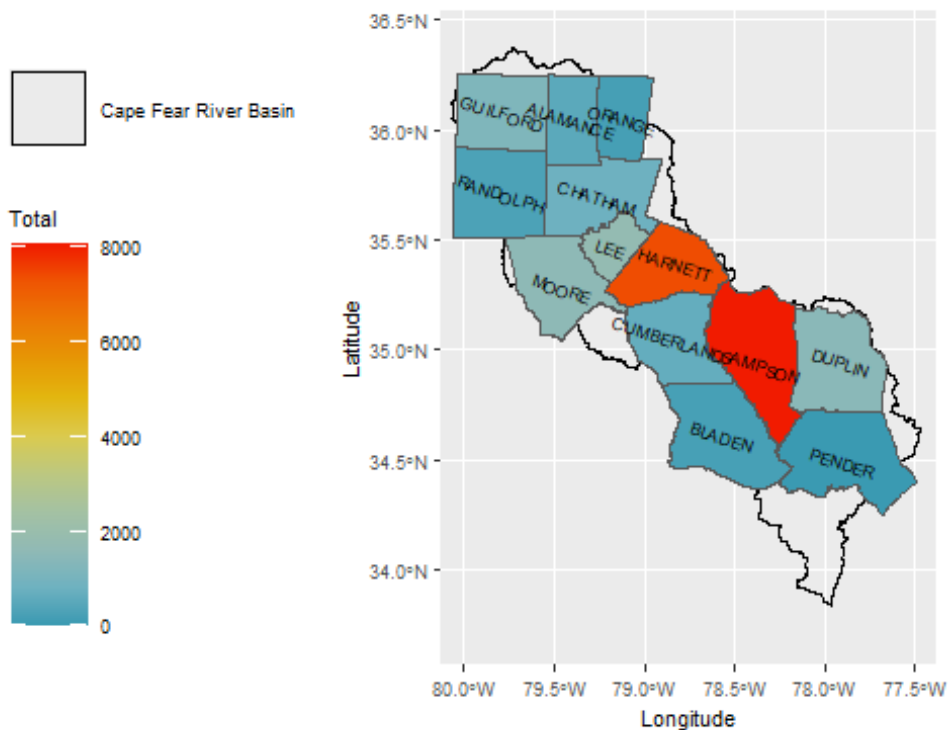 Cape Fear River Basin
Total
8000
6000
4000
2000
0
Latitude
36.5°N
36.0°N
35.5°N
35.0°N
34.5°N
34.0°N
GUILFORD
ALAMANCE
ORANGE
RANDOLPH
CHATHAM
LEE
HARNETT
MOORE
CUMBERLAND
SAMPSON
DUPLIN
BLADEN
PENDER
80.0°W
79.5°W
79.0°W
78.5°W
78.0°W
77.5°W
Longitude